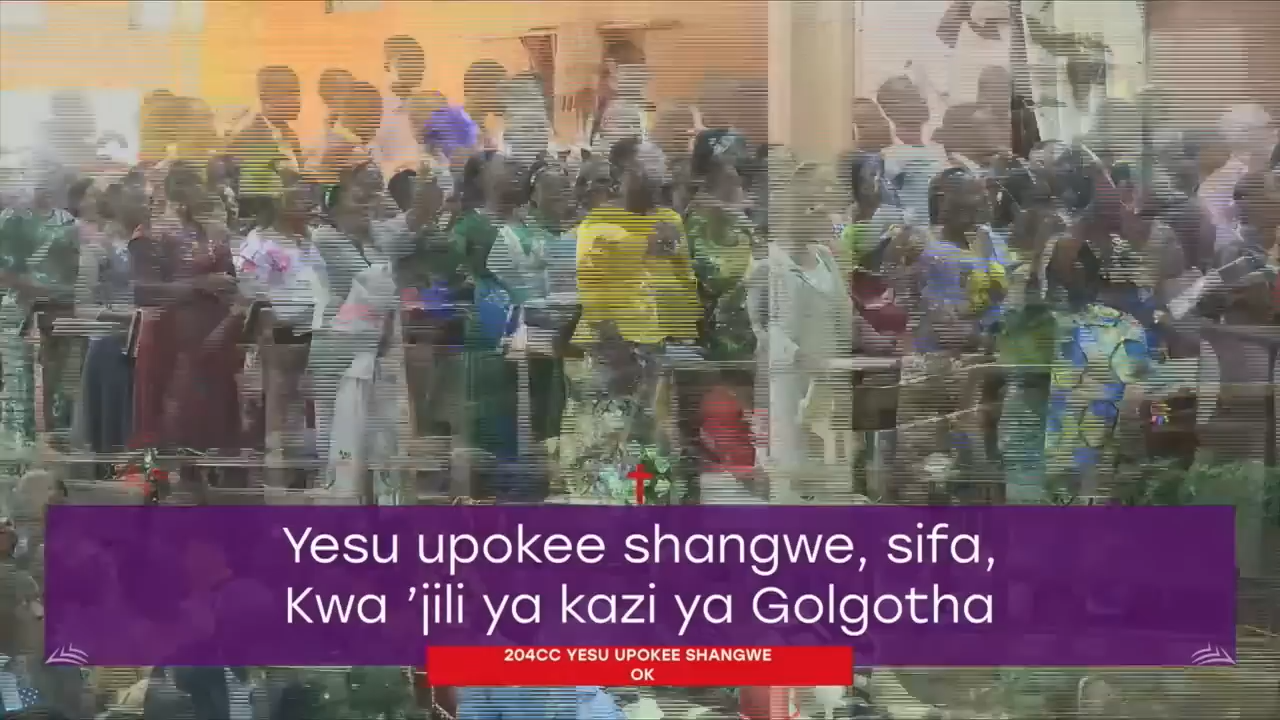 Yesu upokee shangwe, sifa,
Kwa ’jili ya kazi ya Golgotha
204CC YESU UPOKEE SHANGWE
OK